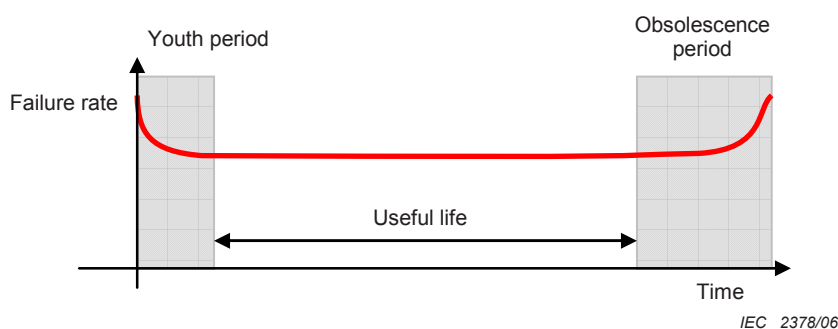 Youth period
Obsolescence
period
Failure rate
Useful life
Time
IEC 2378/06